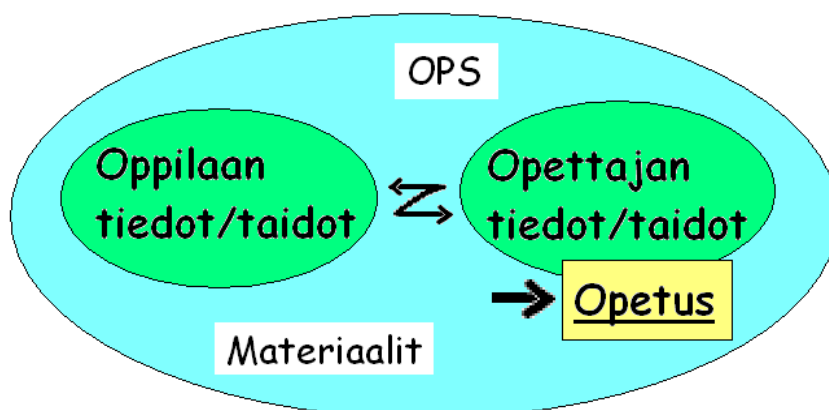 OPS
Oppilaan
tiedot/taidot
Opettajan
tiedot/taidot
Opetus
Materiaalit